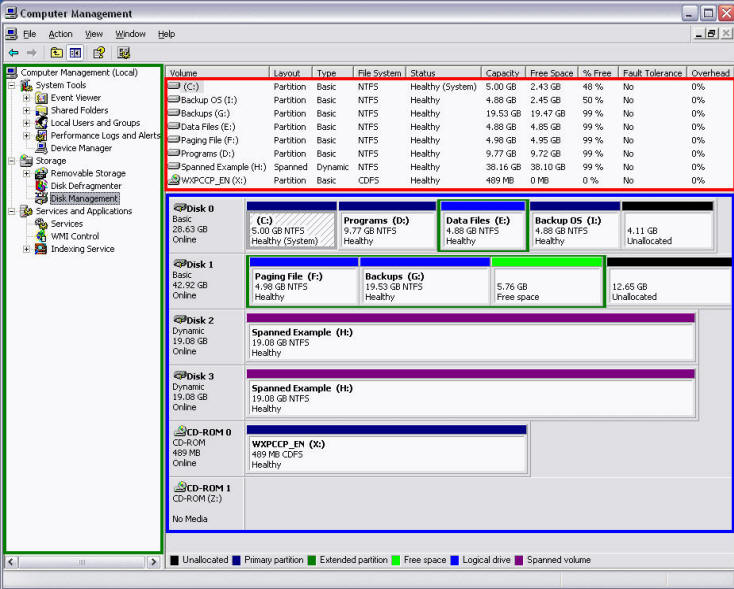 Computer Management
File Action View Window Help
Computer Management (Local)
System Tools
Event Viewer
Shared Folders
Local Users and Groups
Performance Logs and Alerts
Device Manager
Storage
Removable Storage
Disk Defragmenter
Disk Management
Services and Applications
Services
WMI Control
Indexing Service
Volume Layout Type File System Status Capacity Free Space % Free Fault Tolerance Overhead
(C:) Partition Basic NTFS Healthy (System) 5.00 GB 2.43 GB 48 % No 0%
Backup OS (I:) Partition Basic NTFS Healthy 4.88 GB 2.45 GB 50 % No 0%
Backups (G:) Partition Basic NTFS Healthy 19.53 GB 19.47 GB 99 % No 0%
Data Files (E:) Partition Basic NTFS Healthy 4.88 GB 4.85 GB 99 % No 0%
Paging File (F:) Partition Basic NTFS Healthy 4.98 GB 4.95 GB 99 % No 0%
Programs (D:) Partition Basic NTFS Healthy 9.77 GB 9.72 GB 99 % No 0%
Spanned Example (H:) Spanned Dynamic NTFS Healthy 38.16 GB 38.10 GB 99 % No 0%
WXPCCP_EN (X:) Partition Basic CDFS Healthy 489 MB 0 MB 0 % No 0%
Disk 0
Basic
28.63 GB
Online
(C:)
5.00 GB NTFS
Healthy (System)
Programs (D:)
9.77 GB NTFS
Healthy
Data Files (E:)
4.88 GB NTFS
Healthy
Backup OS (I:)
4.88 GB NTFS
Healthy
4.11 GB
Unallocated
Disk 1
Basic
42.92 GB
Online
Paging File (F:)
4.98 GB NTFS
Healthy
Backups (G:)
19.53 GB NTFS
Healthy
5.76 GB
Free space
12.65 GB
Unallocated
Disk 2
Dynamic
19.08 GB
Online
Spanned Example (H:)
19.08 GB NTFS
Healthy
Disk 3
Dynamic
19.08 GB
Online
Spanned Example (H:)
19.08 GB NTFS
Healthy
CD-ROM 0
CD-ROM
489 MB
Online
WXPCCP_EN (X:)
489 MB CDFS
Healthy
CD-ROM 1
CD-ROM (Z:)
No Media
Unallocated Primary partition Extended partition Free space Logical drive Spanned volume